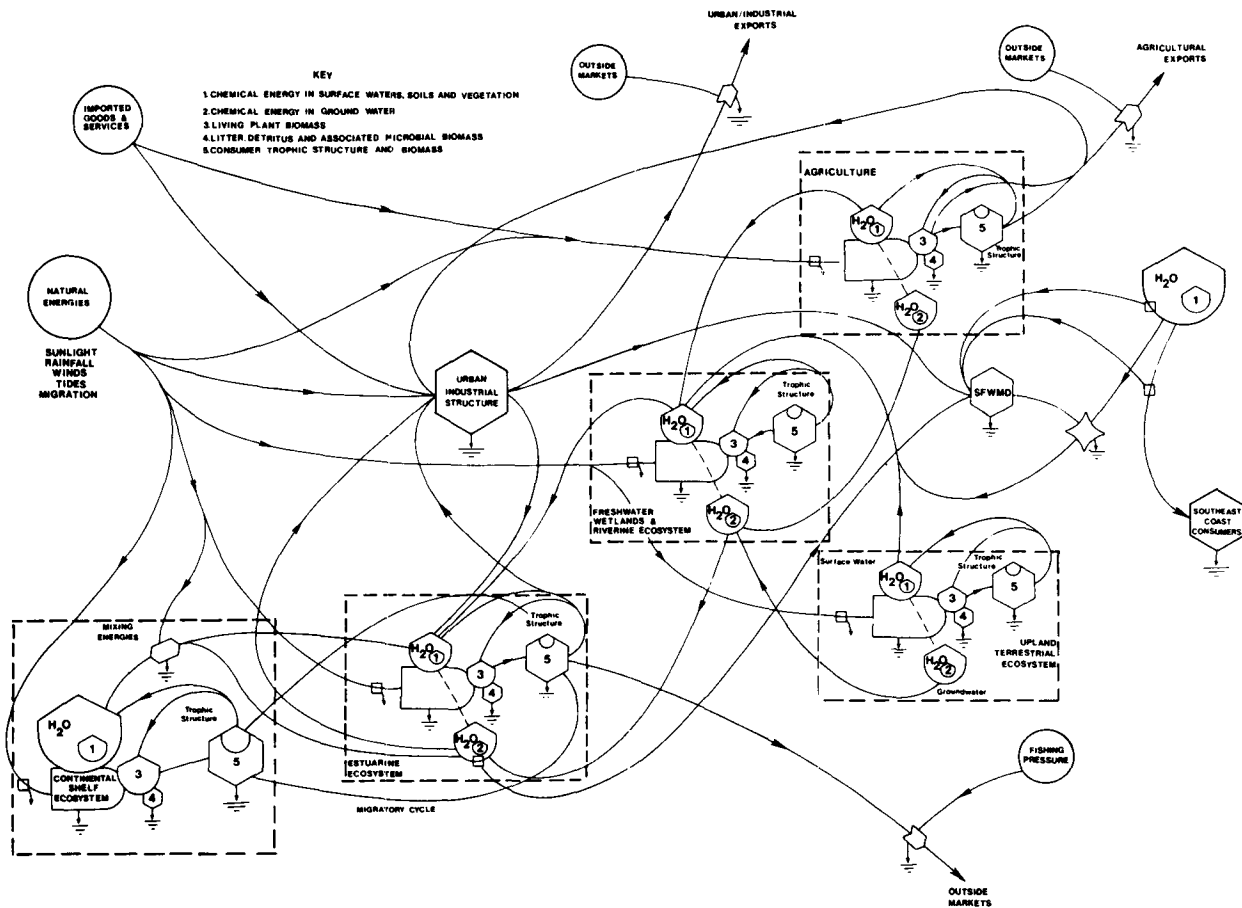 URBAN/INDUSTRIAL
EXPORTS
OUTSIDE
MARKETS
OUTSIDE
MARKETS
AGRICULTURAL
EXPORTS
KEY
1. CHEMICAL ENERGY IN SURFACE WATERS, SOILS AND VEGETATION
2. CHEMICAL ENERGY IN GROUND WATER
3. LIVING PLANT BIOMASS
4. LITTER, DETRITUS AND ASSOCIATED MICROBIAL BIOMASS
5. CONSUMER TROPHIC STRUCTURE AND BIOMASS
IMPORTED
GOODS &
SERVICES
AGRICULTURE
H2O 1
3
4
5
Trophic
Structure
H2O 2
H2O
1
NATURAL
ENERGIES
SUNLIGHT
RAINFALL
WINDS
TIDES
MIGRATION
URBAN
INDUSTRIAL
STRUCTURE
SFWMD
Trophic
Structure
H2O 1
3
4
5
H2O 2
FRESHWATER
WETLANDS &
RIVERINE ECOSYSTEM
SOUTHEAST
COAST
CONSUMERS
Surface Water
Trophic
Structure
H2O 1
3
4
5
H2O 2
Groundwater
UPLAND
TERRESTRIAL
ECOSYSTEM
MIXING
ENERGIES
Trophic
Structure
H2O
1
3
4
5
CONTINENTAL
SHELF
ECOSYSTEM
Trophic
Structure
H2O 1
3
4
5
H2O 2
ESTUARINE
ECOSYSTEM
MIGRATORY CYCLE
FISHING
PRESSURE
OUTSIDE
MARKETS